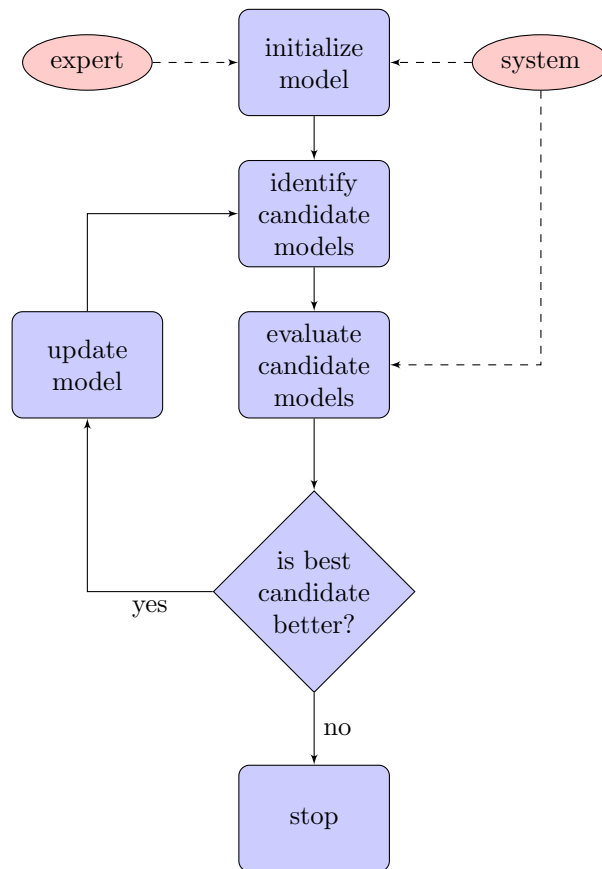 expert
initialize
model
system
identify
candidate
models
update
model
evaluate
candidate
models
is best
candidate
better?
yes
no
stop